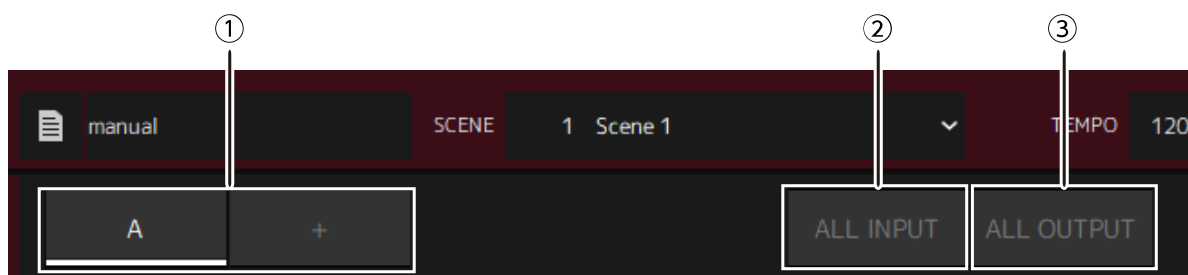 ① ② ③
manual SCENE 1 Scene 1 TEMPO 120
A + ALL INPUT ALL OUTPUT